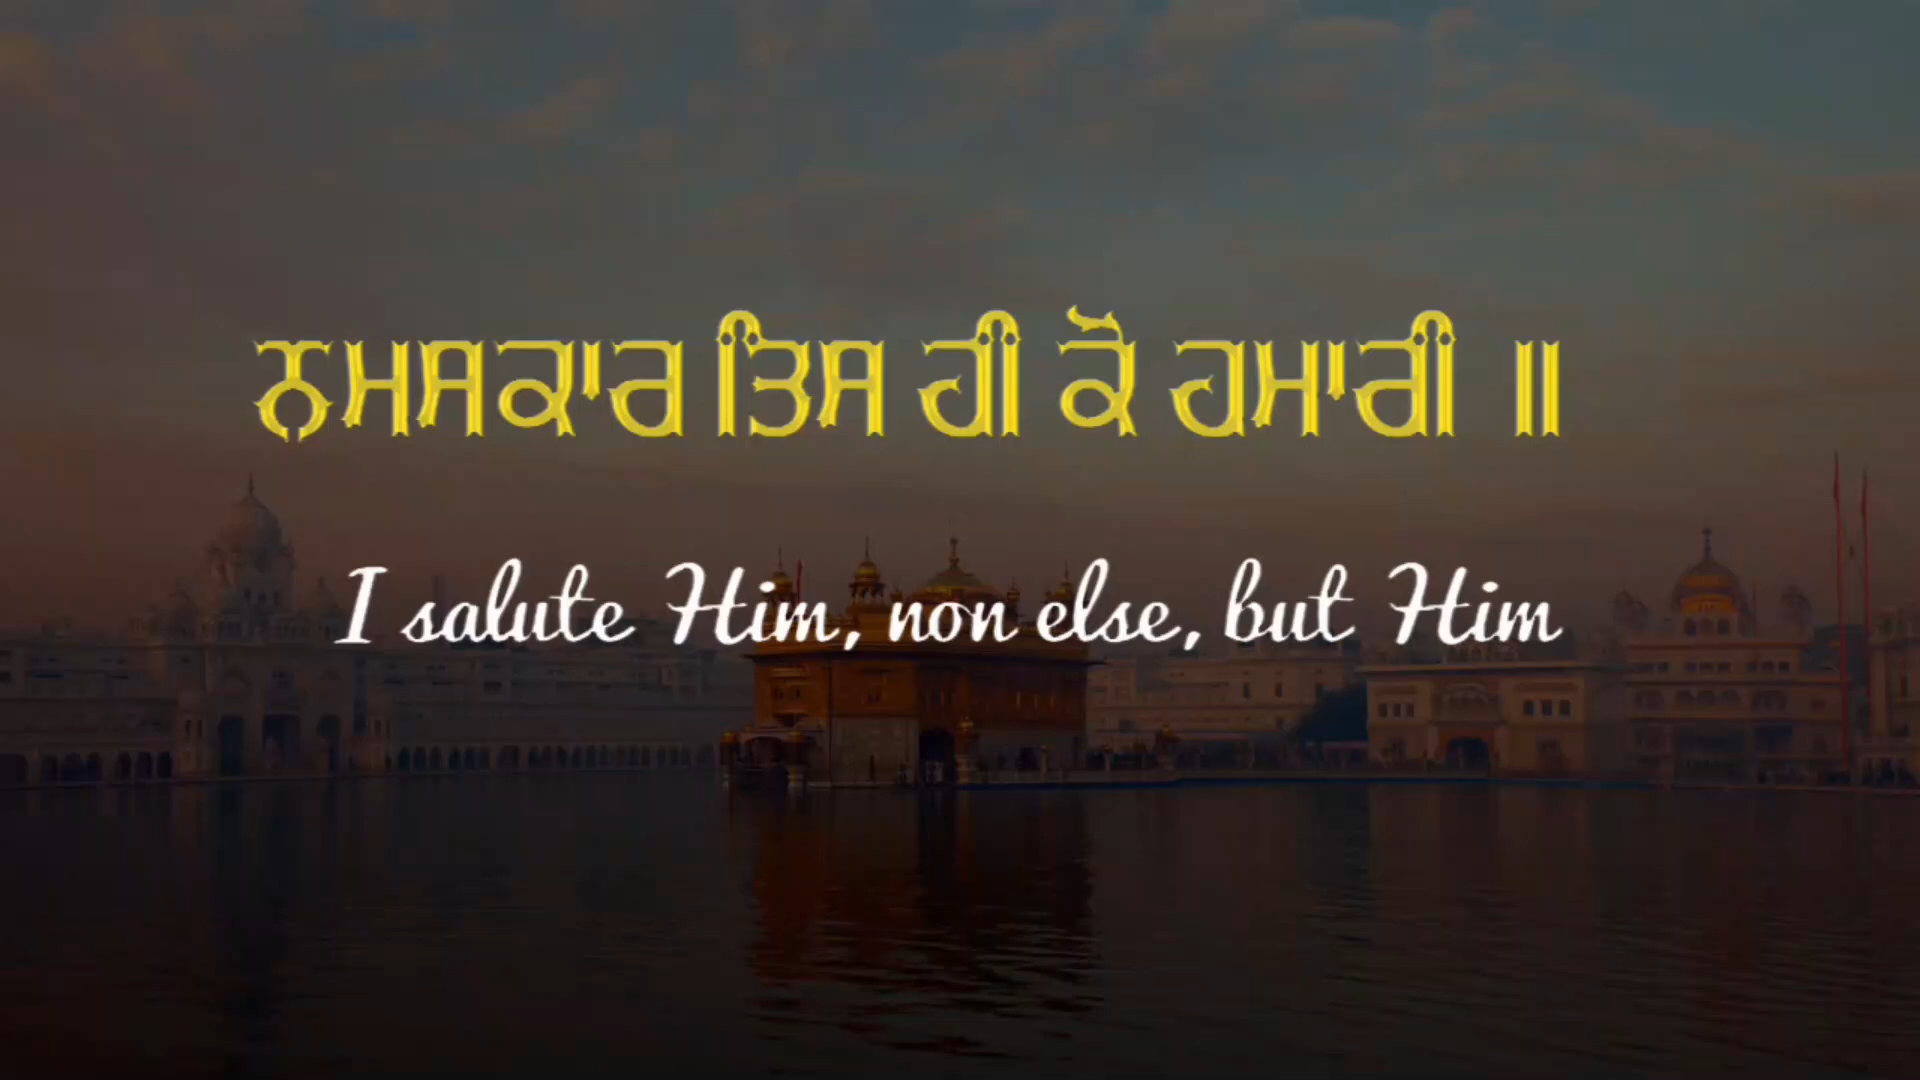 ਨਮਸਕਾਰ ਤਿਸ ਹੀ ਕੋ ਹਮਾਰੀ ॥
I salute Him, non else, but Him